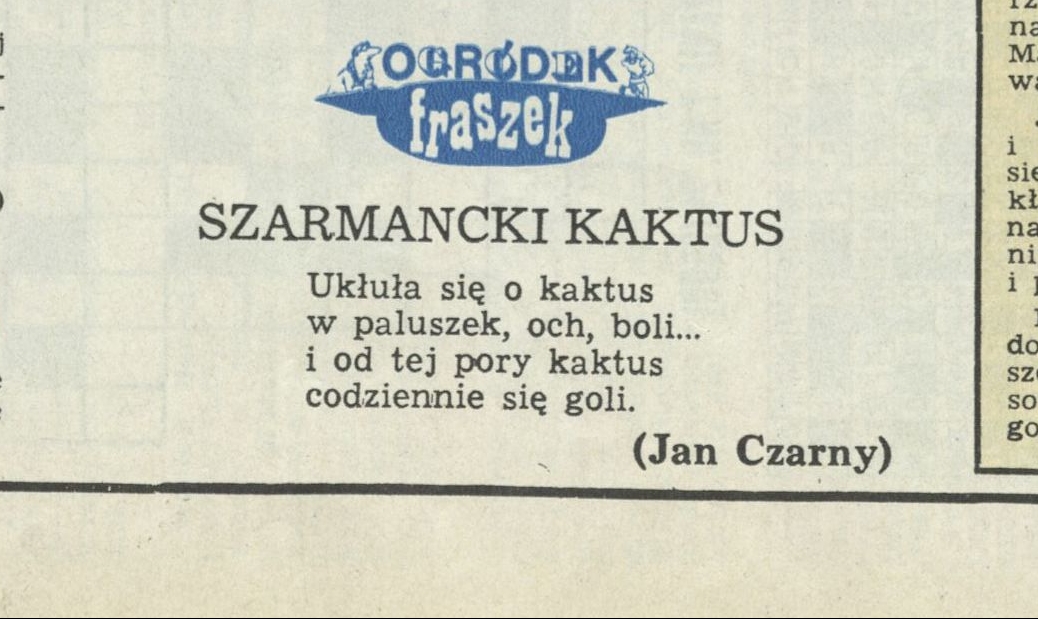 OGRÓDEK
fraszek
SZARMANCKI KAKTUS
Ukłuła się o kaktus
w paluszek, och, boli...
i od tej pory kaktus
codziennie się goli.
(Jan Czarny)